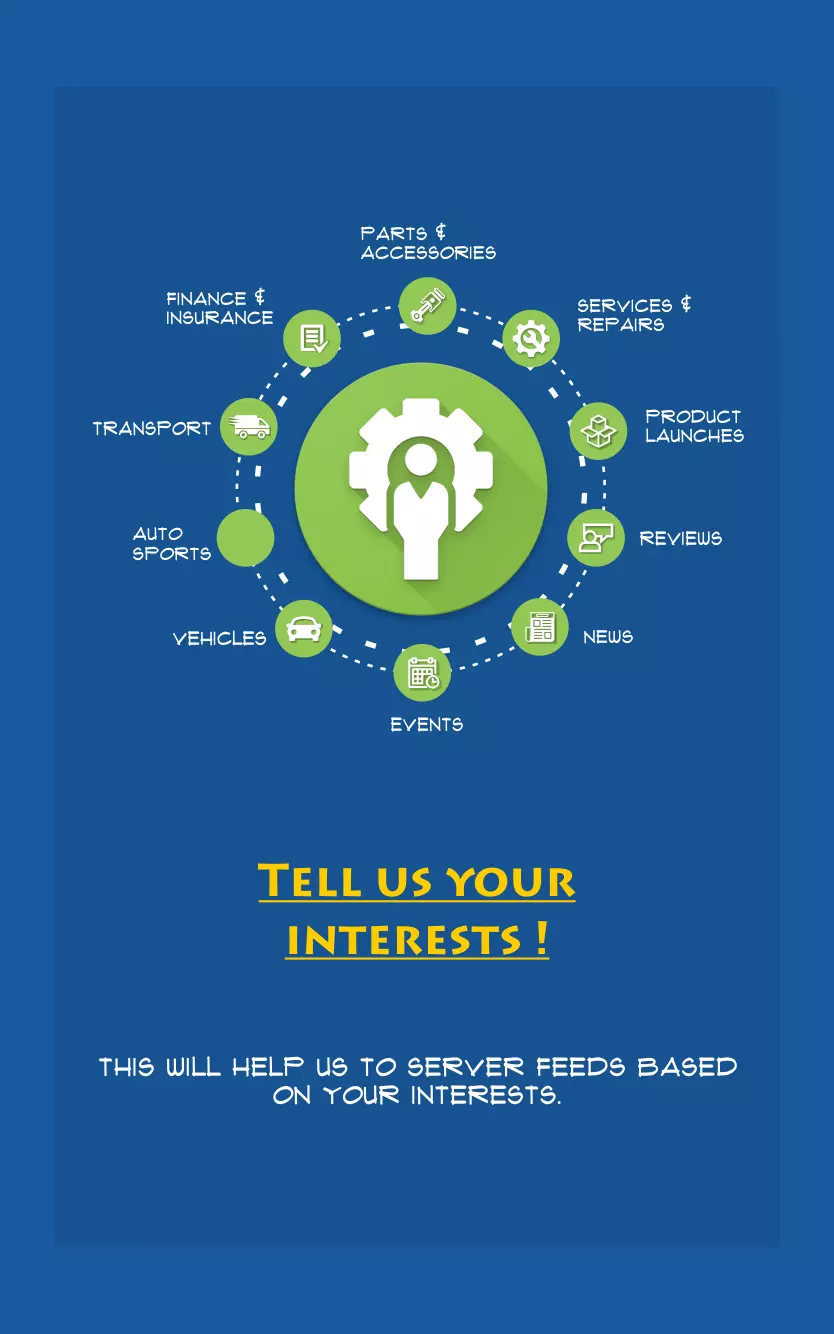 PARTS &
ACCESSORIES
FINANCE &
INSURANCE
SERVICES &
REPAIRS
TRANSPORT
PRODUCT
LAUNCHES
AUTO
SPORTS
REVIEWS
VEHICLES
NEWS
EVENTS
TELL US YOUR
INTERESTS !
THIS WILL HELP US TO SERVER FEEDS BASED
ON YOUR INTERESTS.